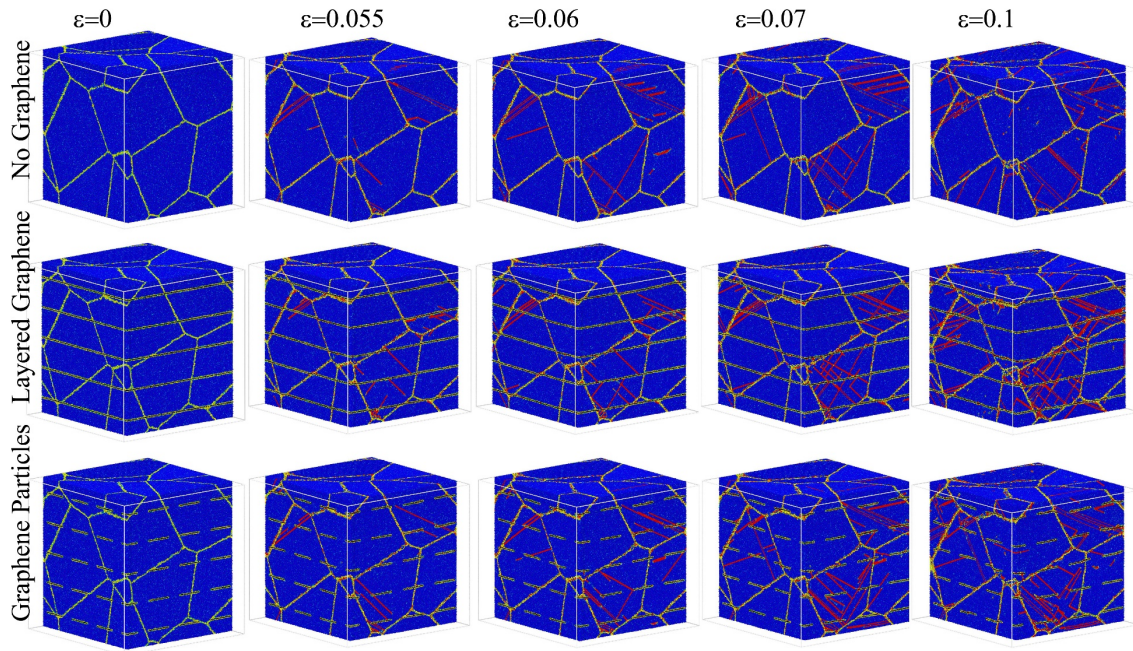 ε=0 ε=0.055 ε=0.06 ε=0.07 ε=0.1
No Graphene
Layered Graphene
Graphene Particles